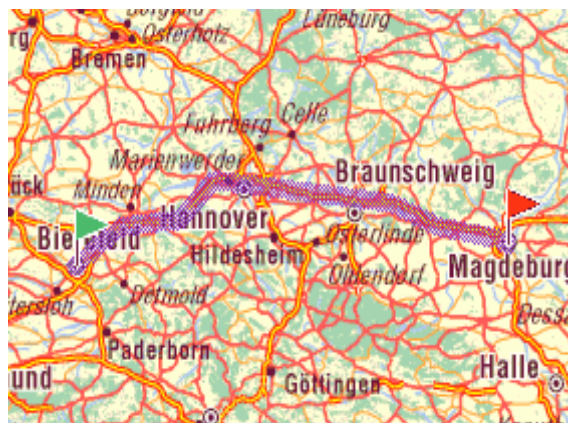 Lüneburg
Osterholz
Bremen
Celle
Fuhrberg
Marienwerder
Braunschweig
Minden
Hannover
Bielefeld
Osterlinde
Hildesheim
Magdeburg
Oldendorf
Detmold
Paderborn
Halle
Göttingen